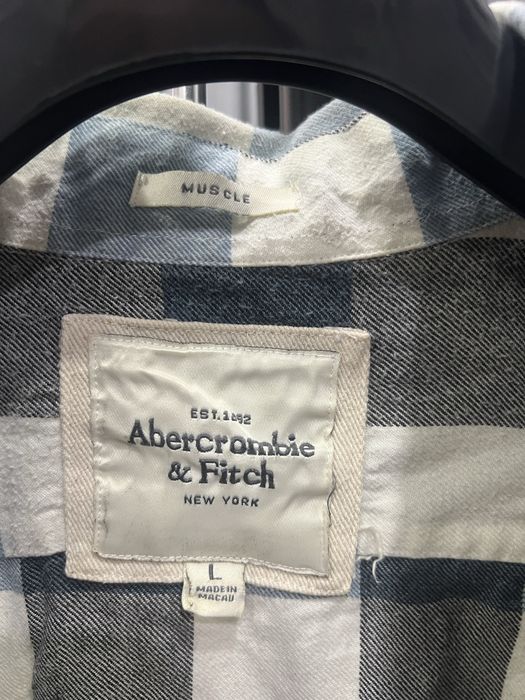 MUSCLE
EST.1892
Abercrombie
& Fitch
NEW YORK
L
MADE IN
MACAU